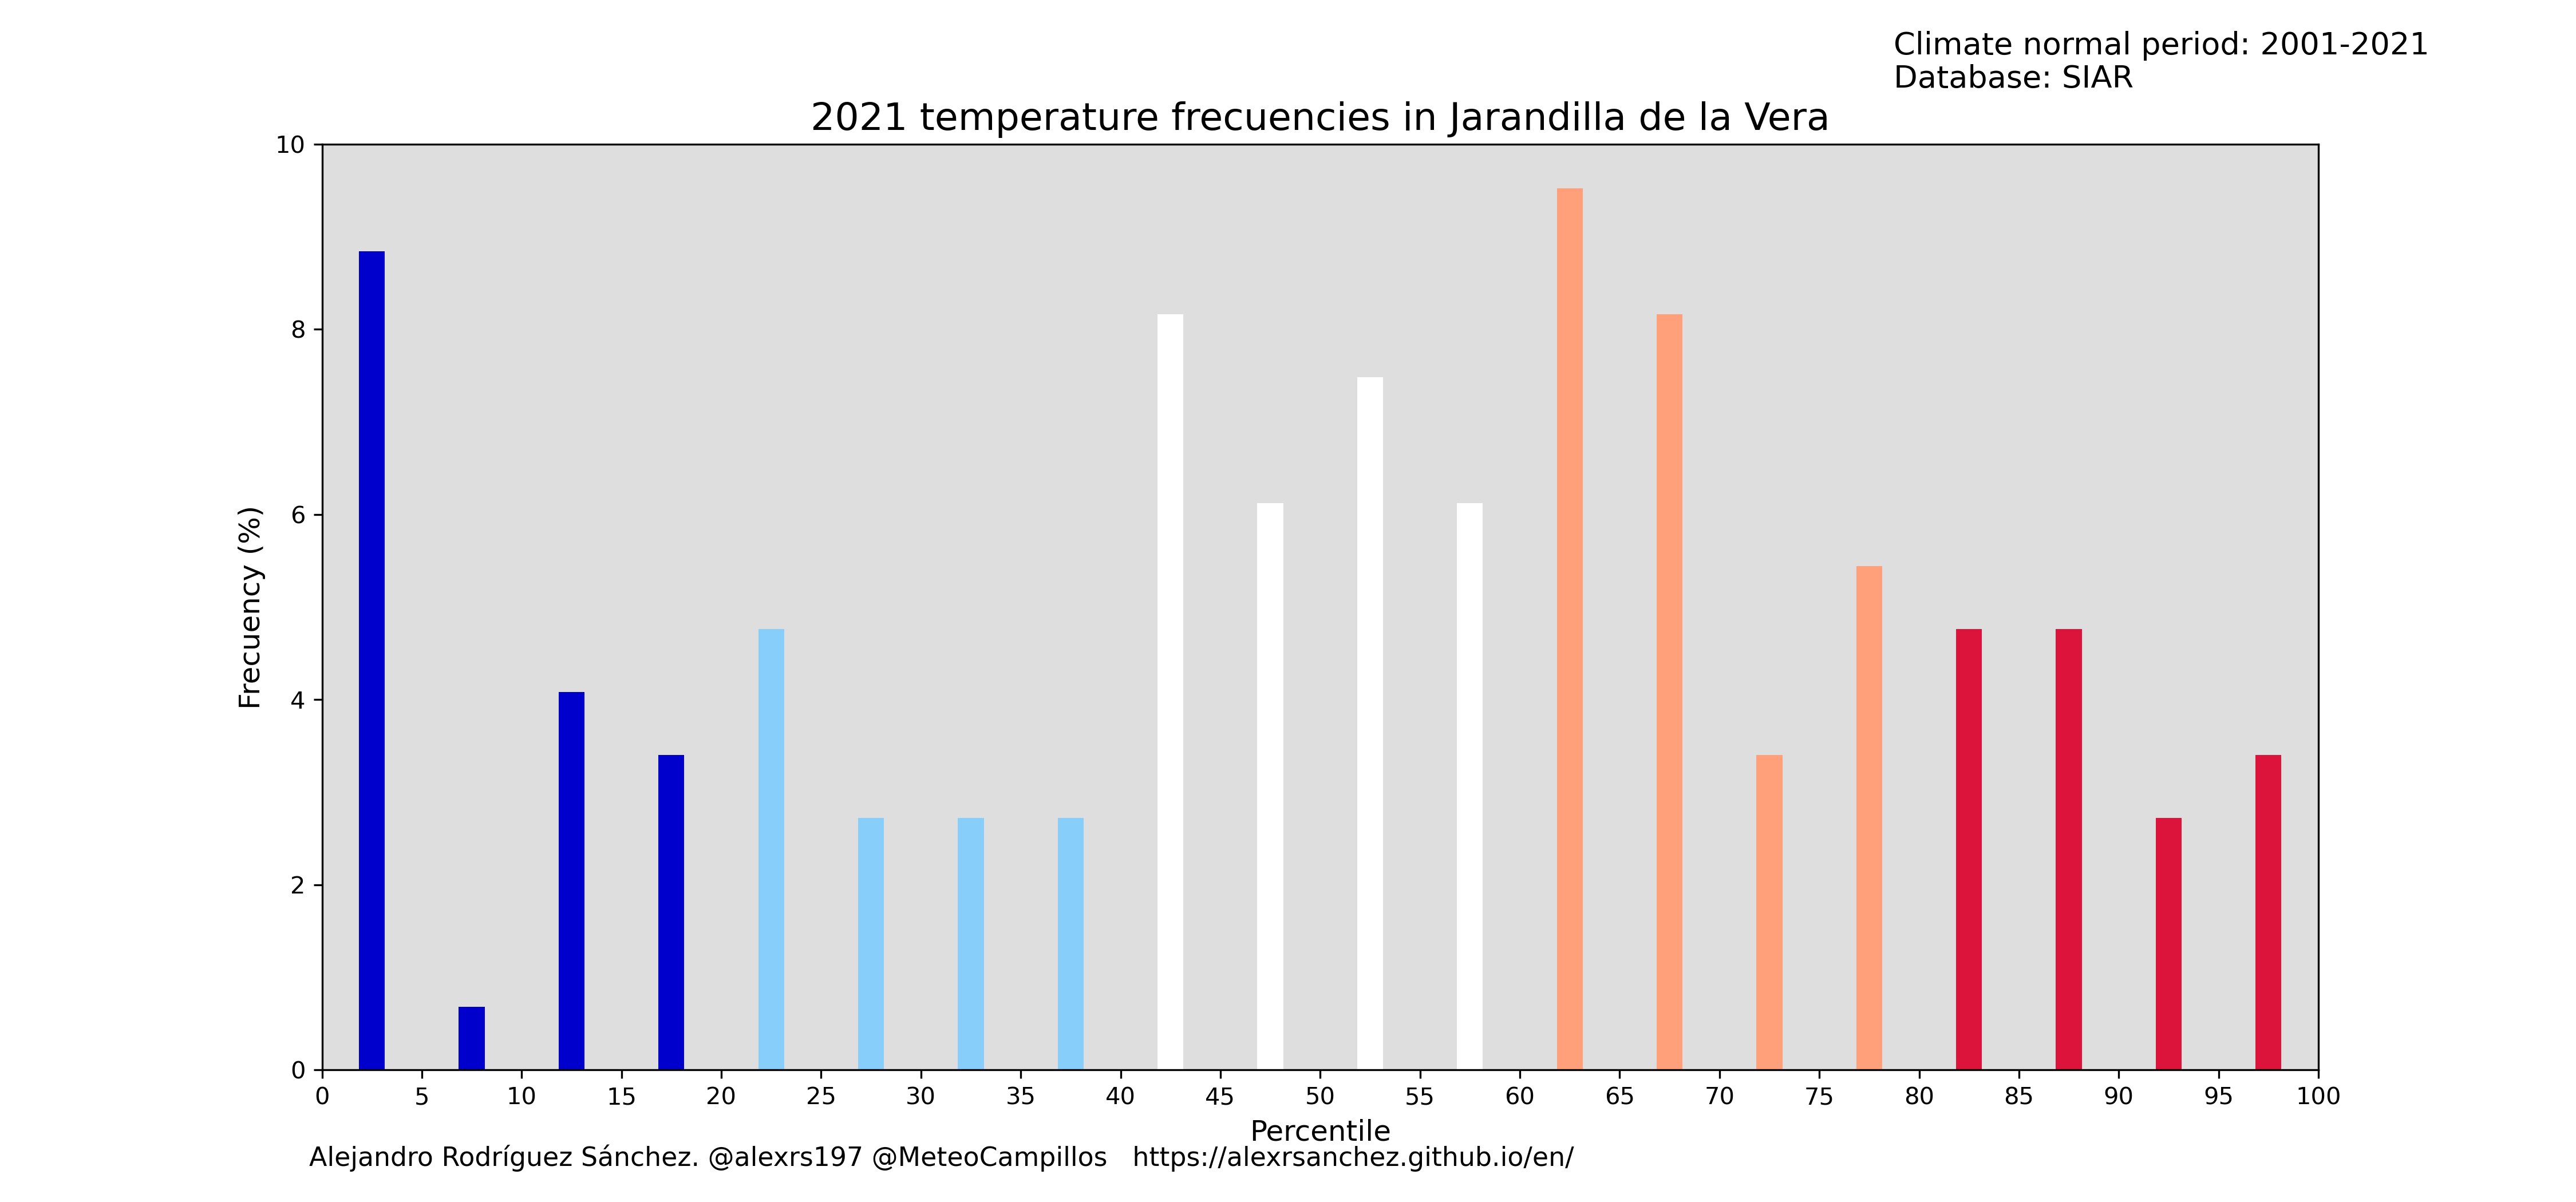 Climate normal period: 2001-2021
Database: SIAR
2021 temperature frecuencies in Jarandilla de la Vera
10
8
6
4
2
0
Frecuency (%)
0 5 10 15 20 25 30 35 40 45 50 55 60 65 70 75 80 85 90 95 100
Percentile
Alejandro Rodríguez Sánchez. @alexrs197 @MeteoCampillos https://alexrsanchez.github.io/en/